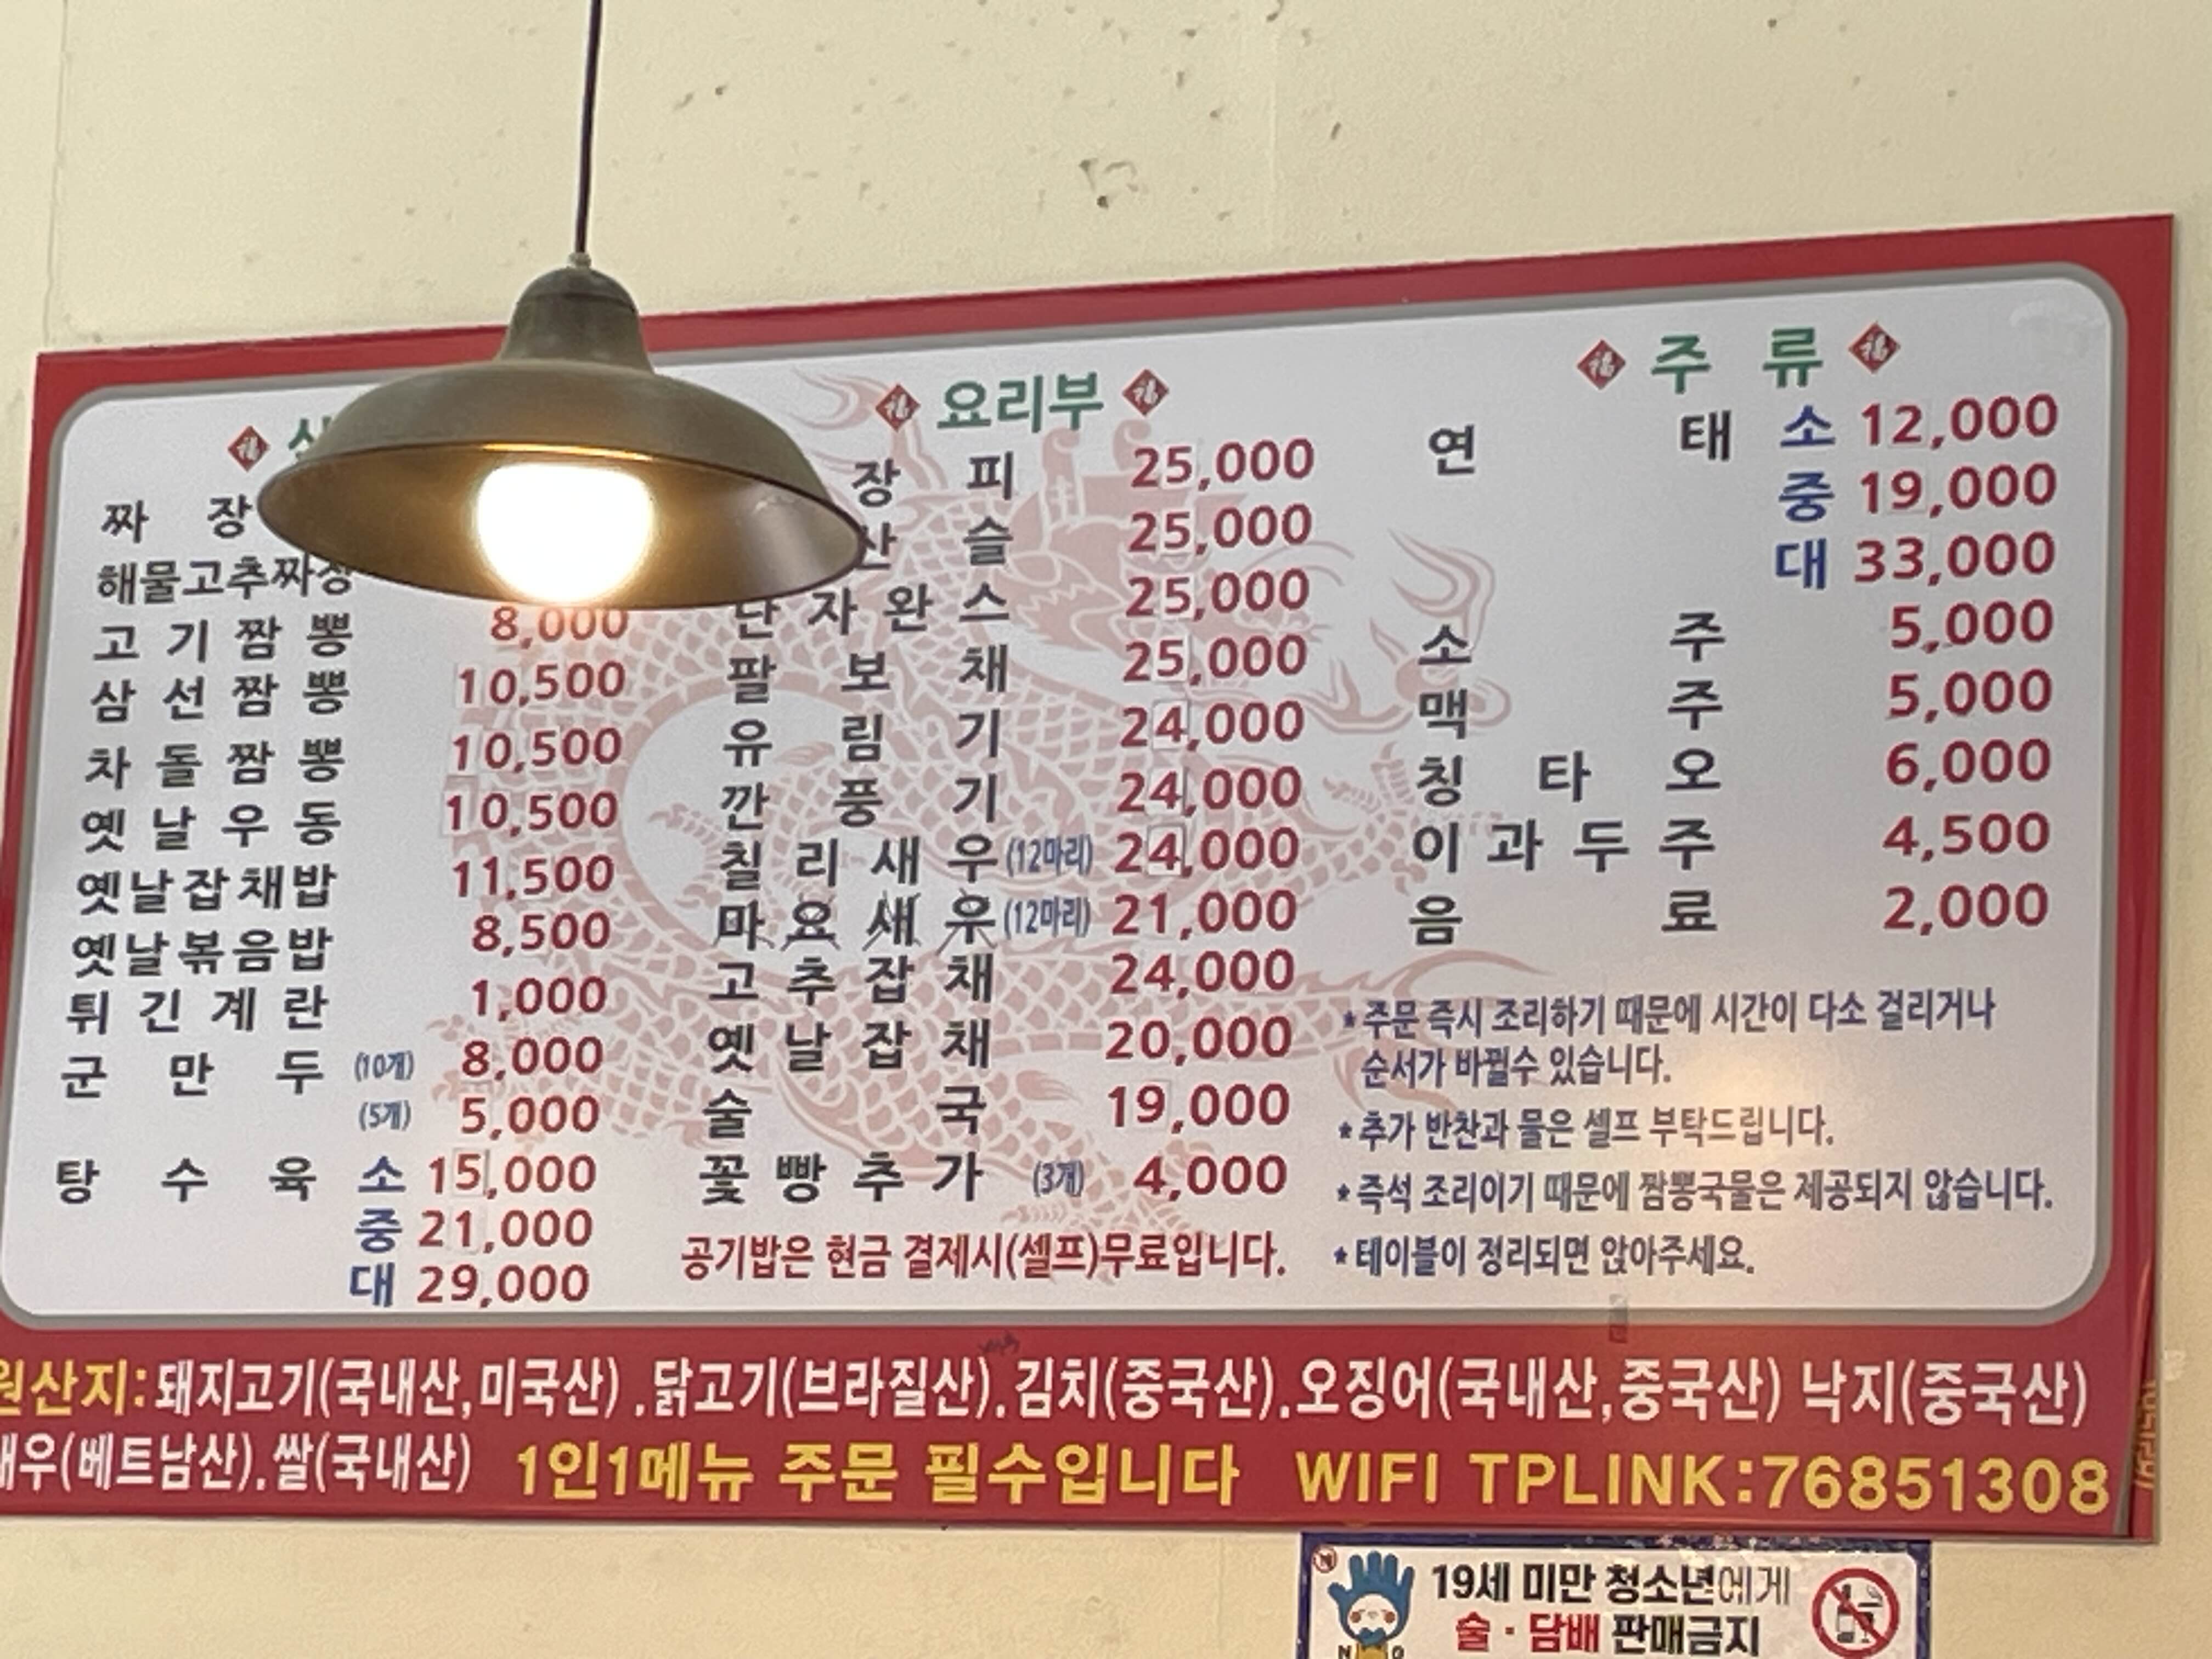 짜장
해물고추짜장
고기짬뽕 8,000
삼선짬뽕 10,500
차돌짬뽕 10,500
옛날우동 10,500
옛날잡채밥 11,500
옛날볶음밥 8,500
튀긴계란 1,000
군만두 (10개) 8,000
(5개) 5,000
탕수육 소 15,000
중 21,000
대 29,000
福 요리부 福
장피 25,000
슬 25,000
자완스 25,000
팔보채 25,000
유림기 24,000
깐풍기 24,000
칠리새우 (12마리) 24,000
마요새우 (12마리) 21,000
고추잡채 24,000
옛날잡채 20,000
술국 19,000
꽃빵추가 (3개) 4,000
공기밥은 현금 결제시(셀프)무료입니다.
福 주류 福
연태 소 12,000
중 19,000
대 33,000
소주 5,000
맥주 5,000
칭타오 6,000
이과두주 4,500
음료 2,000
*주문 즉시 조리하기 때문에 시간이 다소 걸리거나
순서가 바뀔수 있습니다.
*추가 반찬과 물은 셀프 부탁드립니다.
*즉석 조리이기 때문에 짬뽕국물은 제공되지 않습니다.
*테이블이 정리되면 앉아주세요.
원산지:돼지고기(국내산,미국산),닭고기(브라질산),김치(중국산),오징어(국내산,중국산) 낙지(중국산)
새우(베트남산),쌀(국내산) 1인1메뉴 주문 필수입니다 WIFI TPLINK:76851308
19세 미만 청소년에게
술·담배 판매금지